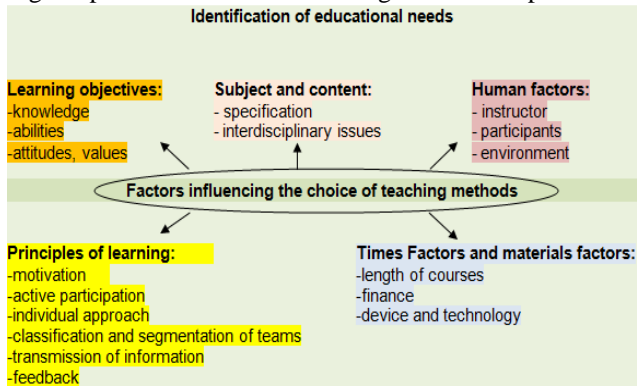 Identification of educational needs
Learning objectives:
-knowledge
-abilities
-attitudes, values
Subject and content:
- specification
- interdisciplinary issues
Human factors:
- instructor
- participants
- environment
Factors influencing the choice of teaching methods
Principles of learning:
-motivation
-active participation
-individual approach
-classification and segmentation of teams
-transmission of information
-feedback
Times Factors and materials factors:
-length of courses
-finance
-device and technology